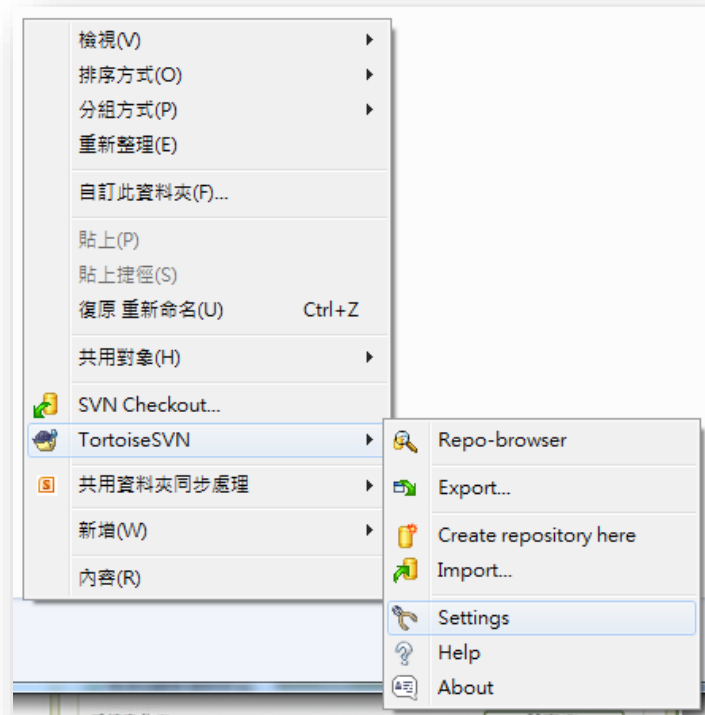 檢視(V)
排序方式(O)
分組方式(P)
重新整理(E)
自訂此資料夾(F)...
貼上(P)
貼上捷徑(S)
復原 重新命名(U) Ctrl+Z
共用對象(H)
SVN Checkout...
TortoiseSVN
共用資料夾同步處理
新增(W)
內容(R)
Repo-browser
Export...
Create repository here
Import...
Settings
Help
About